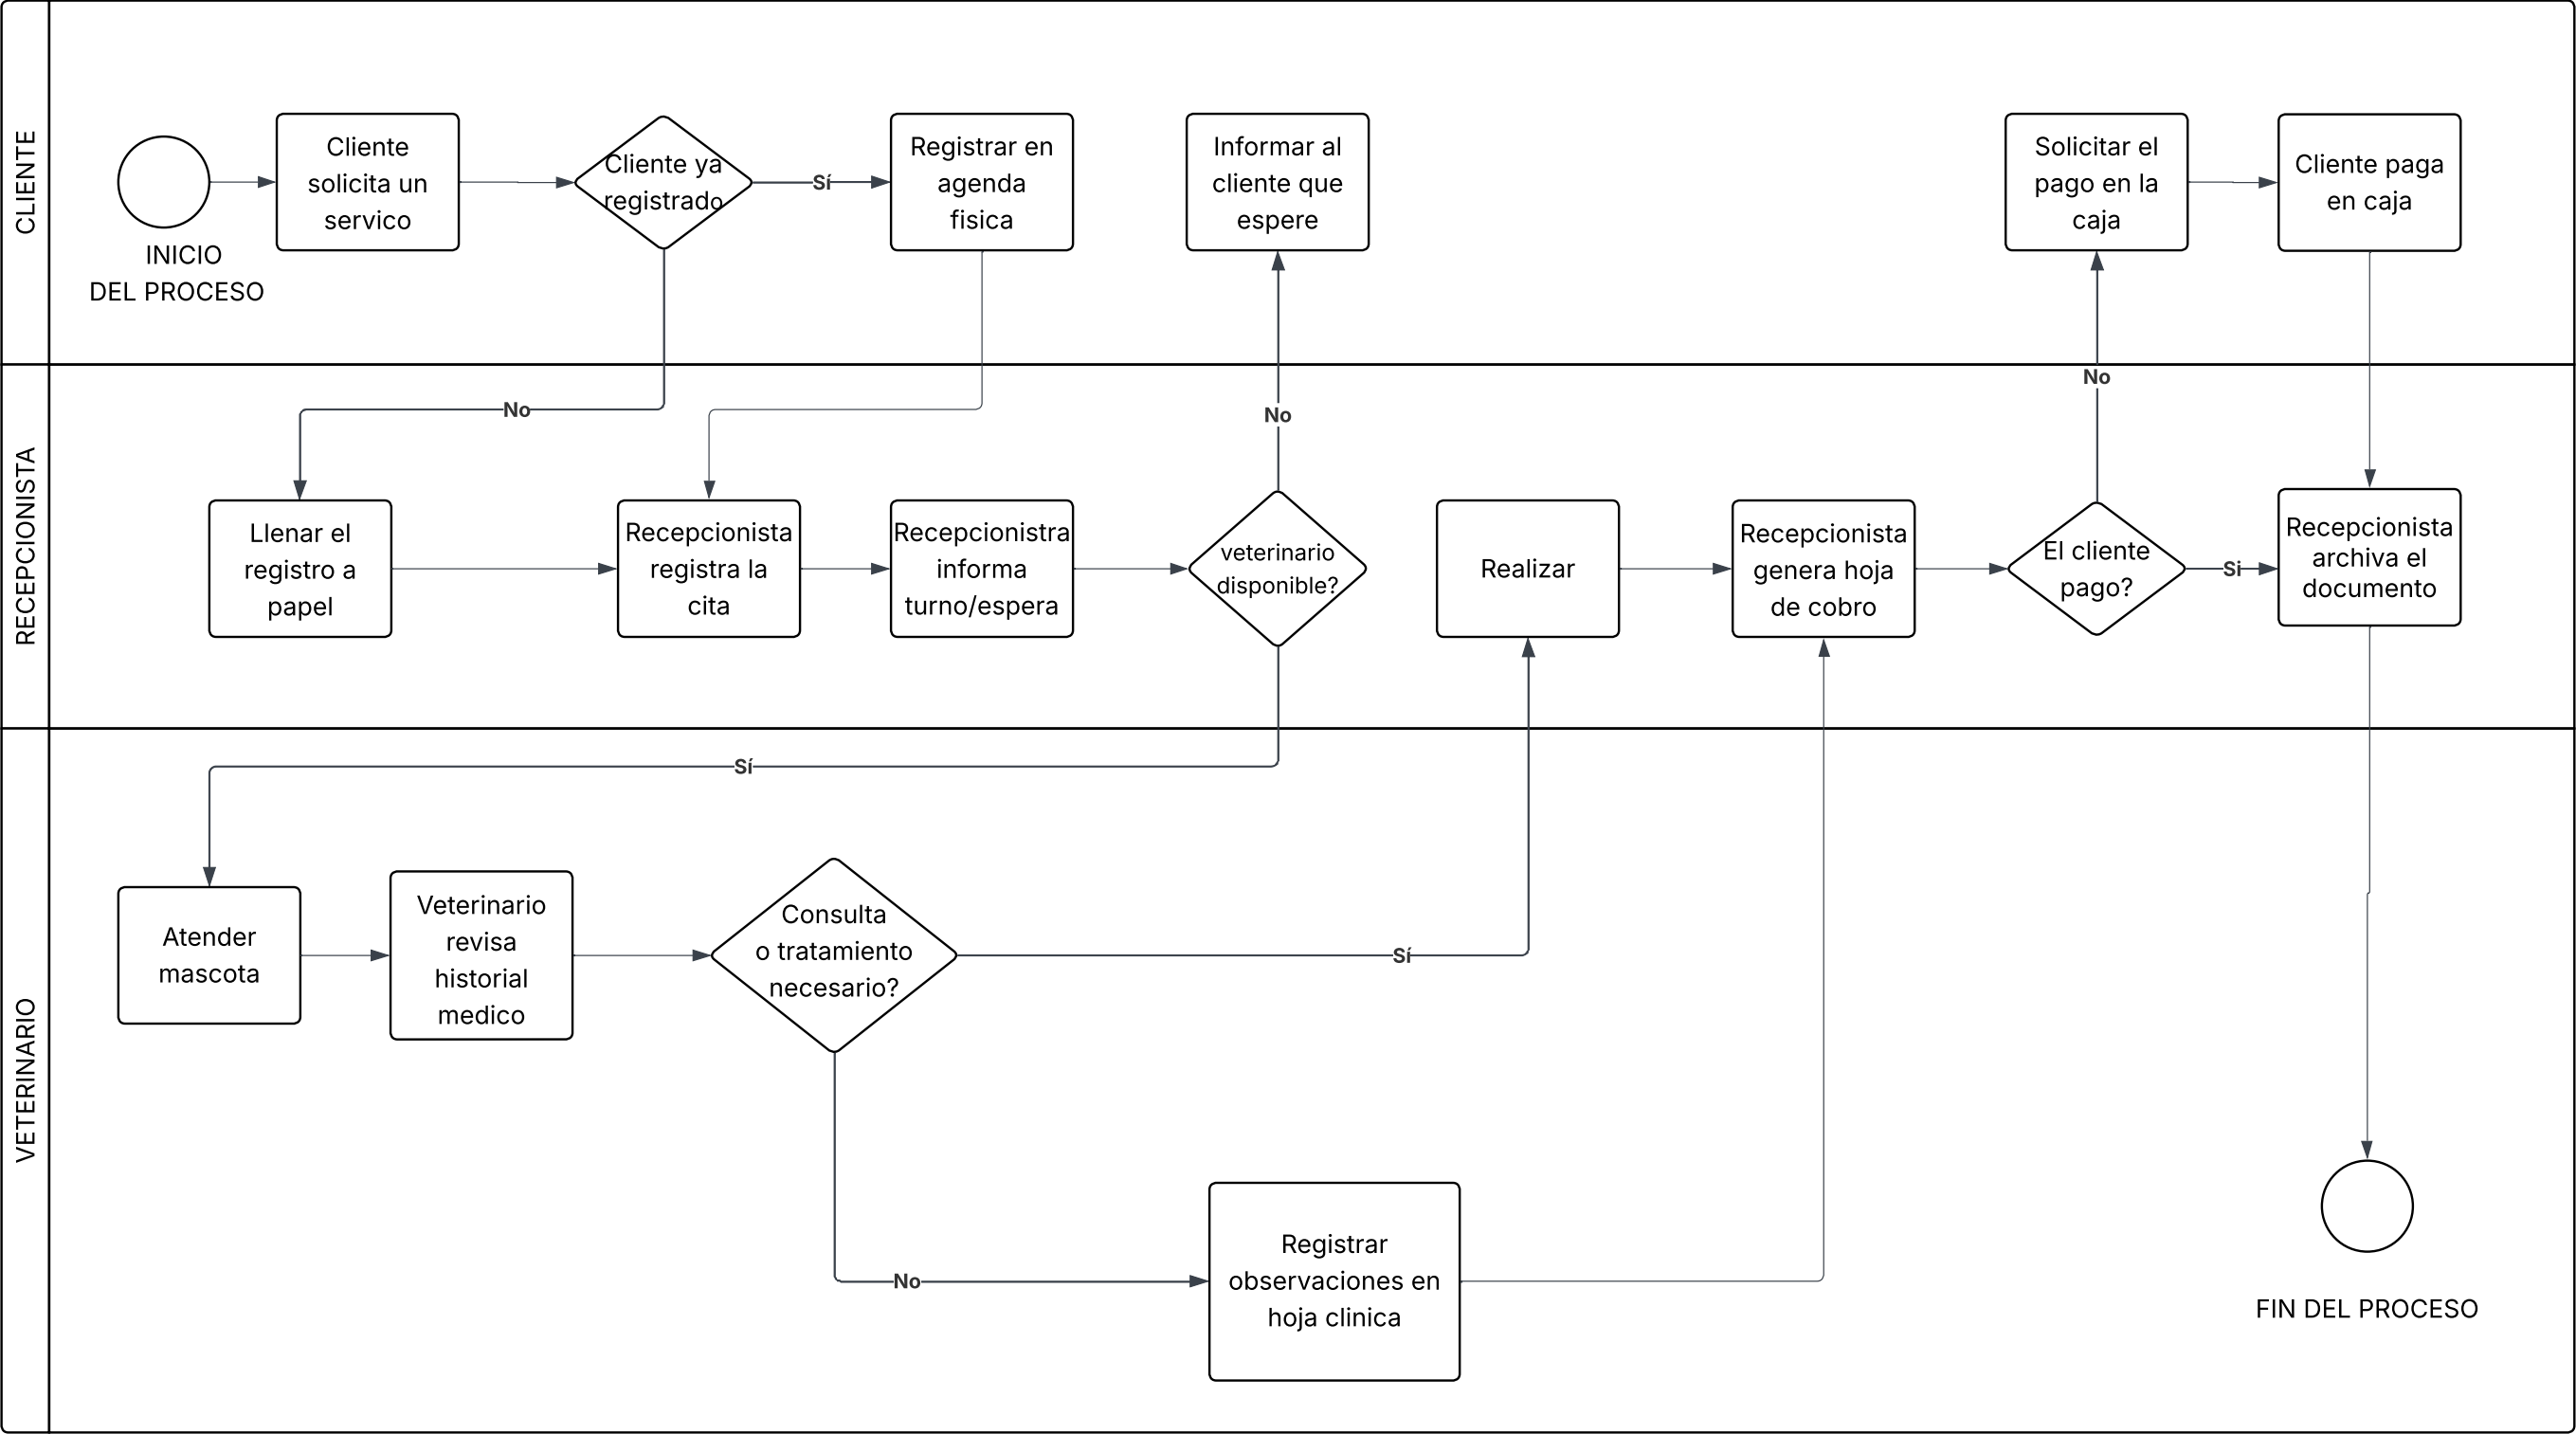 CLIENTE
INICIO
DEL PROCESO
Cliente
solicita un
servico
Cliente ya
registrado
Sí
Registrar en
agenda
fisica
Informar al
cliente que
espere
Solicitar el
pago en la
caja
Cliente paga
en caja
RECEPCIONISTA
No
No
No
Llenar el
registro a
papel
Recepcionista
registra la
cita
Recepcionistra
informa
turno/espera
veterinario
disponible?
Realizar
Recepcionista
genera hoja
de cobro
El cliente
pago?
Si
Recepcionista
archiva el
documento
VETERINARIO
Sí
Atender
mascota
Veterinario
revisa
historial
medico
Consulta
o tratamiento
necesario?
Sí
No
Registrar
observaciones en
hoja clinica
FIN DEL PROCESO